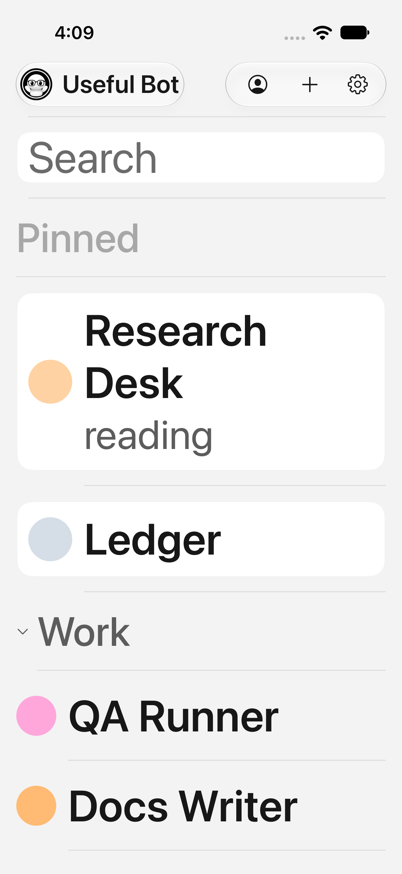 4:09
Useful Bot
Search
Pinned
Research
Desk
reading
Ledger
Work
QA Runner
Docs Writer